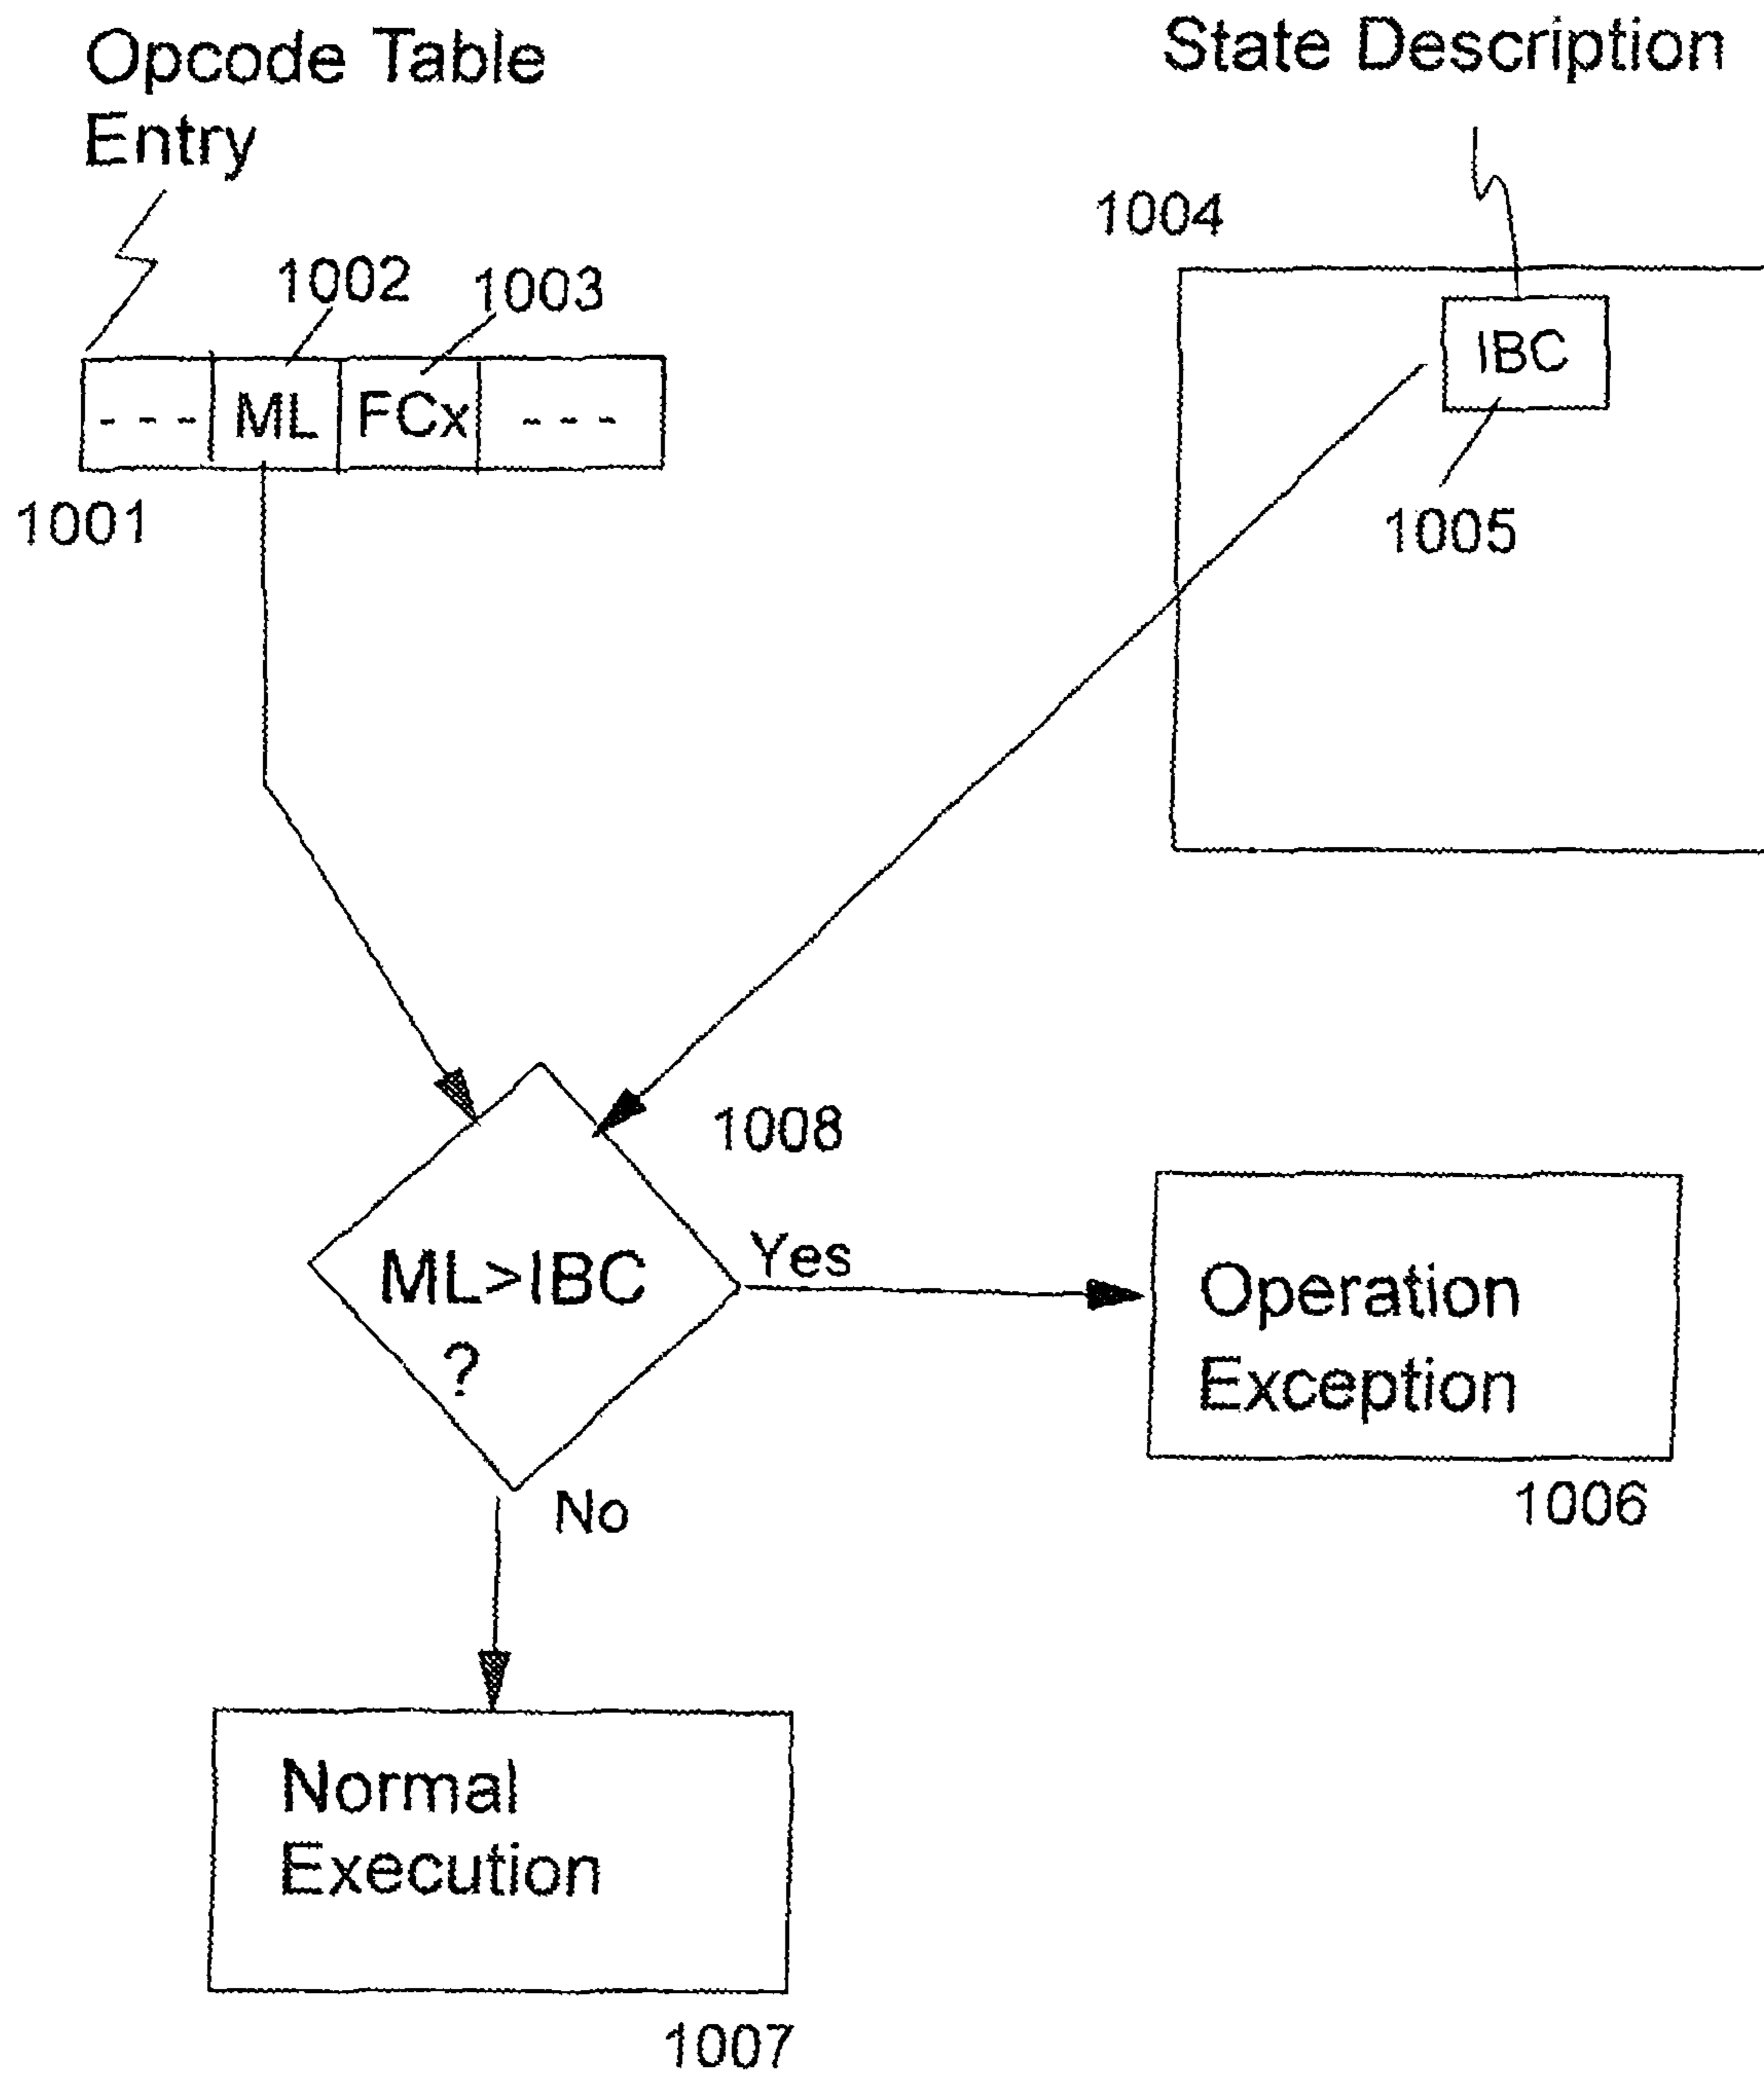 Opcode Table
Entry
State Description
1004
1002
1003
--- ML FCx ---
IBC
1001
1005
1008
ML>IBC
?
Yes
Operation
Exception
1006
No
Normal
Execution
1007